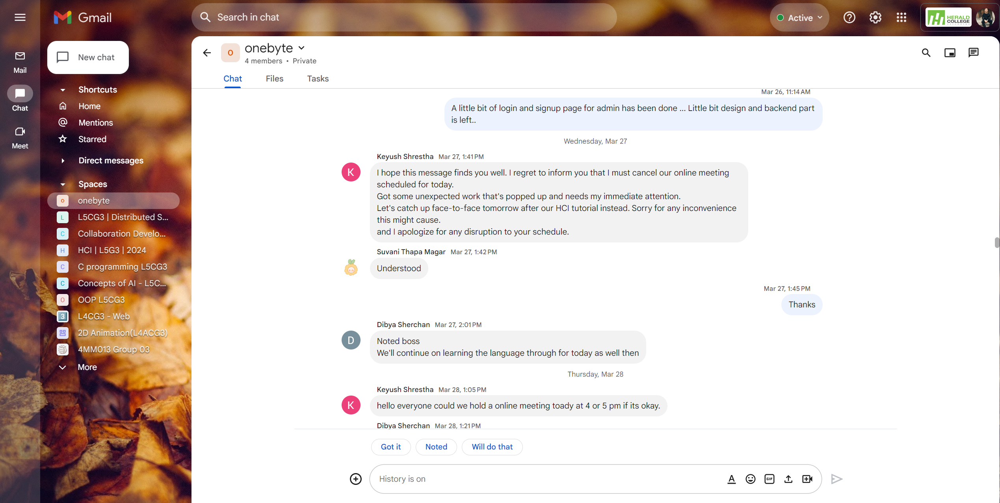 Gmail
Search in chat
Active
HERALD
COLLEGE
KATHMANDU
Mail
Chat
Meet
New chat
Shortcuts
Home
Mentions
Starred
Direct messages
Spaces
o onebyte
L L5CG3 | Distributed S...
C Collaboration Develo...
H HCI | L5G3 | 2024
C C programming L5CG3
C Concepts of AI - L5C...
O OOP L5CG3
3 L4CG3 - Web
2D Animation(L4ACG3)
4MM013 Group 03
More
o
onebyte
4 members • Private
Chat Files Tasks
Mar 26, 11:14 AM
A little bit of login and signup page for admin has been done ... Little bit design and backend part
is left..
Wednesday, Mar 27
Keyush Shrestha Mar 27, 1:41 PM
K
I hope this message finds you well. I regret to inform you that I must cancel our online meeting
scheduled for today.
Got some unexpected work that's popped up and needs my immediate attention.
Let's catch up face-to-face tomorrow after our HCI tutorial instead. Sorry for any inconvenience
this might cause.
and I apologize for any disruption to your schedule.
Suvani Thapa Magar Mar 27, 1:42 PM
Understood
Mar 27, 1:45 PM
Thanks
Dibya Sherchan Mar 27, 2:01 PM
D
Noted boss
We'll continue on learning the language through for today as well then
Thursday, Mar 28
Keyush Shrestha Mar 28, 1:05 PM
K
hello everyone could we hold a online meeting toady at 4 or 5 pm if its okay.
Dibya Sherchan Mar 28, 1:21 PM
Got it Noted Will do that
History is on
GIF